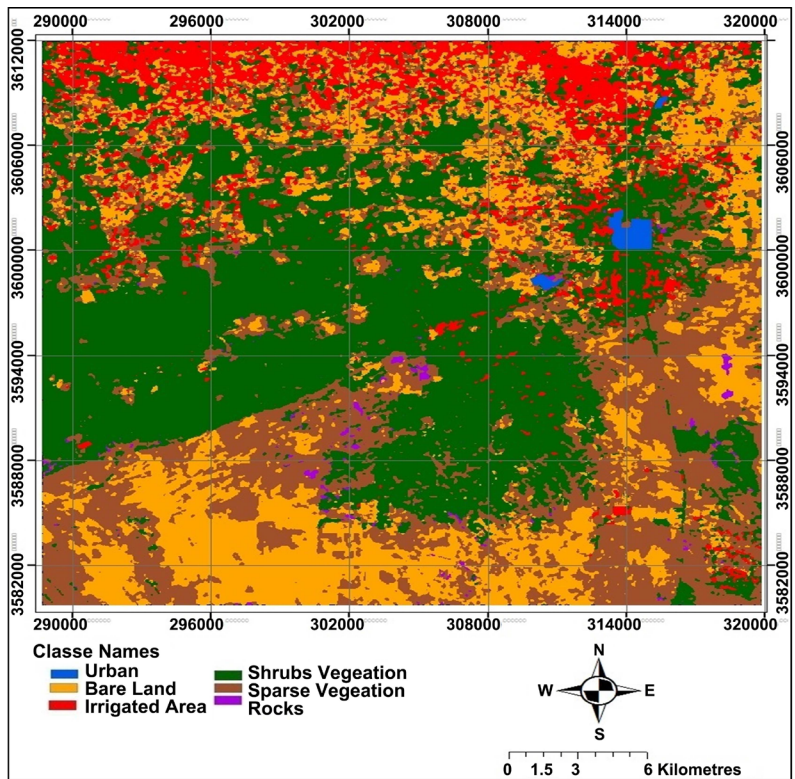 290000 296000 302000 308000 314000 320000
3612000
3606000 3606000
3600000 3600000
3594000 3594000
3588000 3588000
3582000 3582000
290000 296000 302000 308000 314000 320000
Classe Names
Urban
Bare Land
Irrigated Area
Shrubs Vegeation
Sparse Vegeation
Rocks
N
W E
S
0 1.5 3 6 Kilometres